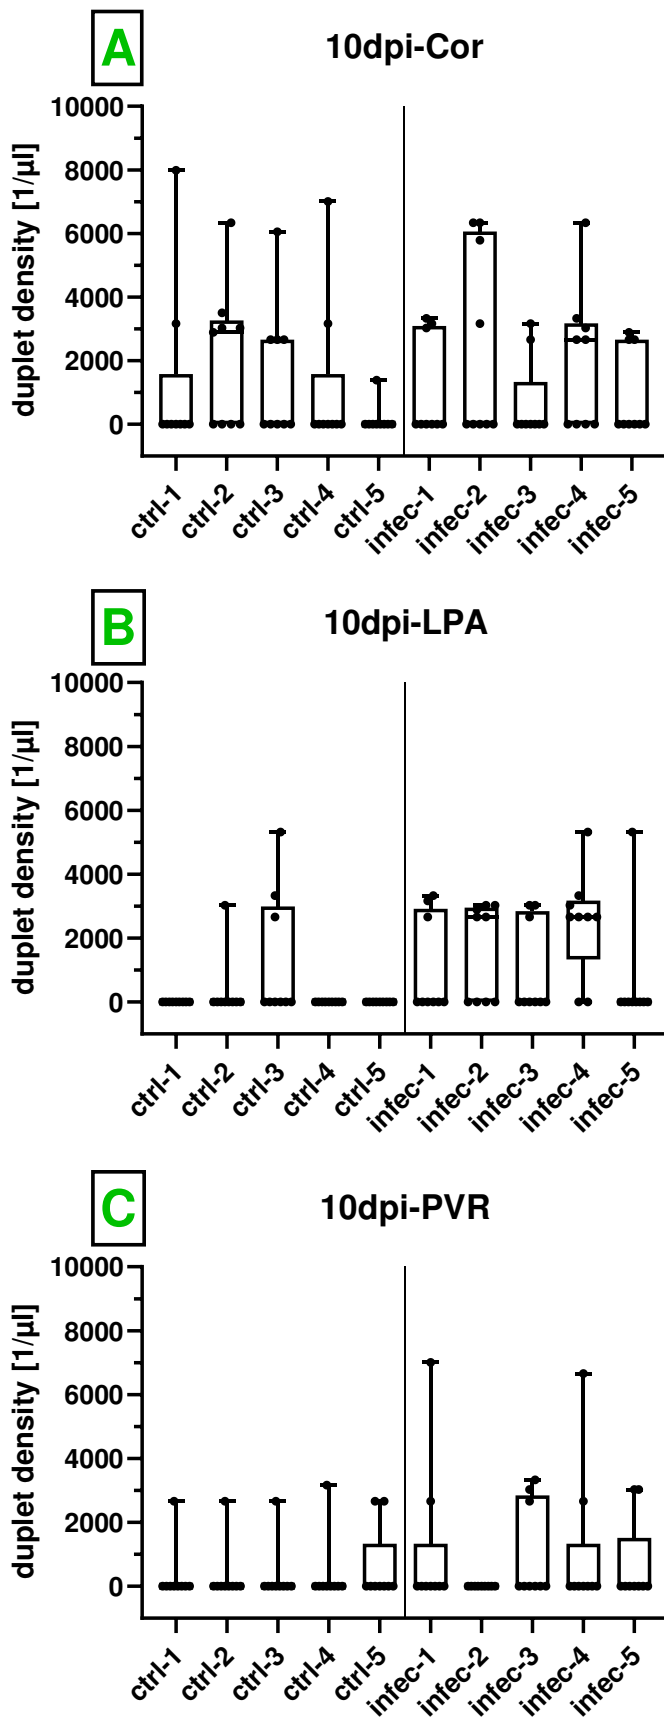 A
10dpi-Cor
duplet density [1/µl]
10000
8000
6000
4000
2000
0
ctrl-1
ctrl-2
ctrl-3
ctrl-4
ctrl-5
infec-1
infec-2
infec-3
infec-4
infec-5
B
10dpi-LPA
duplet density [1/µl]
10000
8000
6000
4000
2000
0
ctrl-1
ctrl-2
ctrl-3
ctrl-4
ctrl-5
infec-1
infec-2
infec-3
infec-4
infec-5
C
10dpi-PVR
duplet density [1/µl]
10000
8000
6000
4000
2000
0
ctrl-1
ctrl-2
ctrl-3
ctrl-4
ctrl-5
infec-1
infec-2
infec-3
infec-4
infec-5